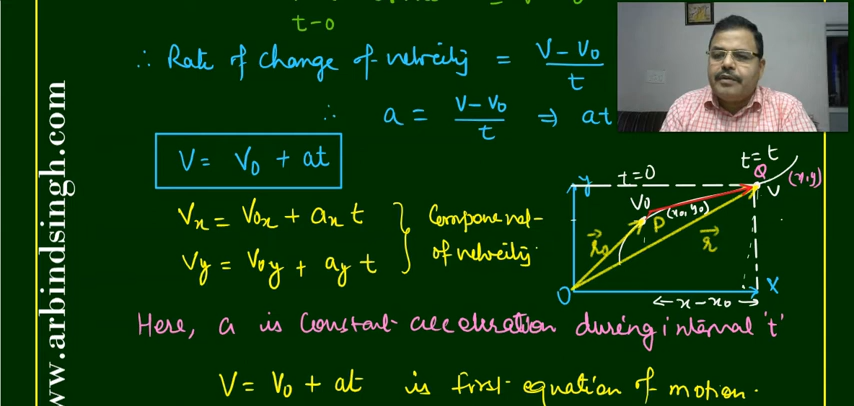 t-0
∴ Rate of change of velocity = V-V0/t
∴ a = V-V0/t ⇒ at
V = V0 + at
Vx = V0x + ax t
Vy = V0y + ay t
} Component of velocity.
t=0
t=t
y
Q
(x,y)
V0
V
P
(x0, y0)
r0
r
O
X
x-x0
Here, a is constant acceleration during interval 't'
V = V0 + at is first equation of motion.
www.arbindsingh.com